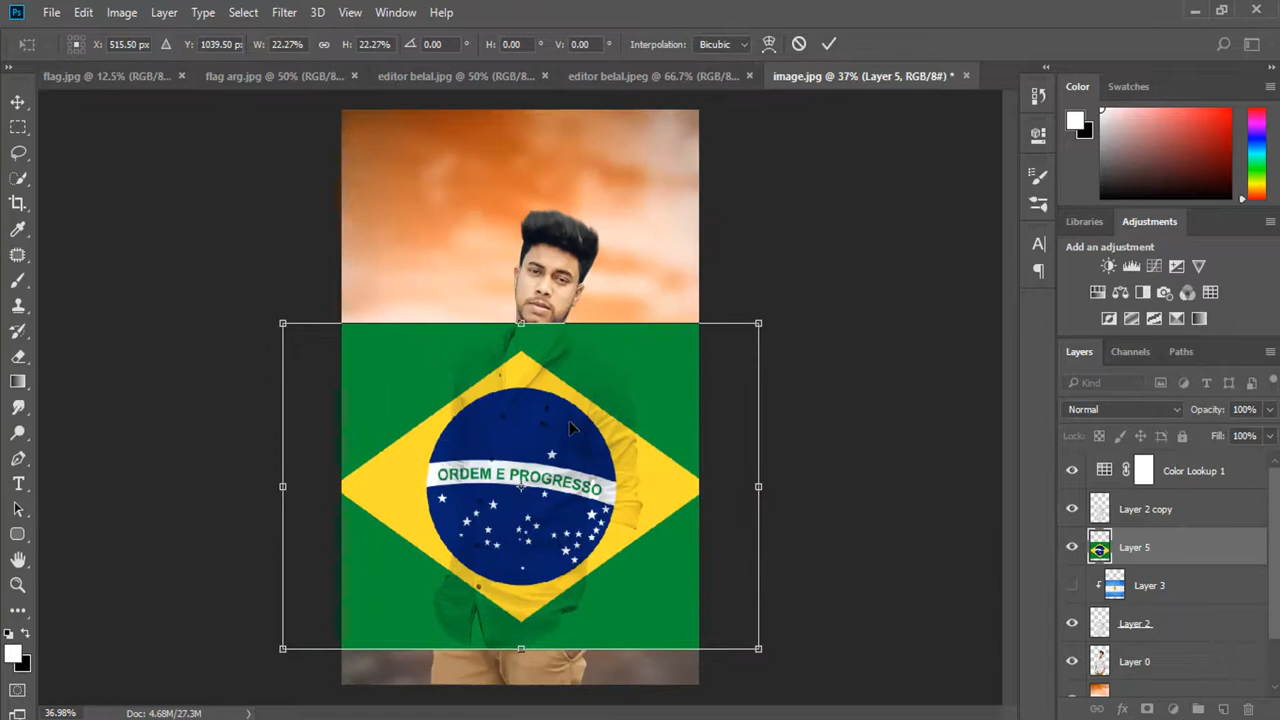 Ps File Edit Image Layer Type Select Filter 3D View Window Help
X: 515.50 px Y: 1039.50 px W: 22.27% H: 22.27% 0.00 ° H: 0.00 ° V: 0.00 ° Interpolation: Bicubic
flag.jpg @ 12.5% (RGB/8... × flag arg.jpg @ 50% (RGB/8... × editor belal.jpg @ 50% (RGB/8... × editor belal.jpeg @ 66.7% (RGB/8... × image.jpg @ 37% (Layer 5, RGB/8#) * ×
Color Swatches
Libraries Adjustments
Add an adjustment
Layers Channels Paths
Kind
Normal Opacity: 100%
Lock: Fill: 100%
Color Lookup 1
Layer 2 copy
Layer 5
Layer 3
Layer 2
Layer 0
ORDEM E PROGRESSO
36.98% Doc: 4.68M/27.3M